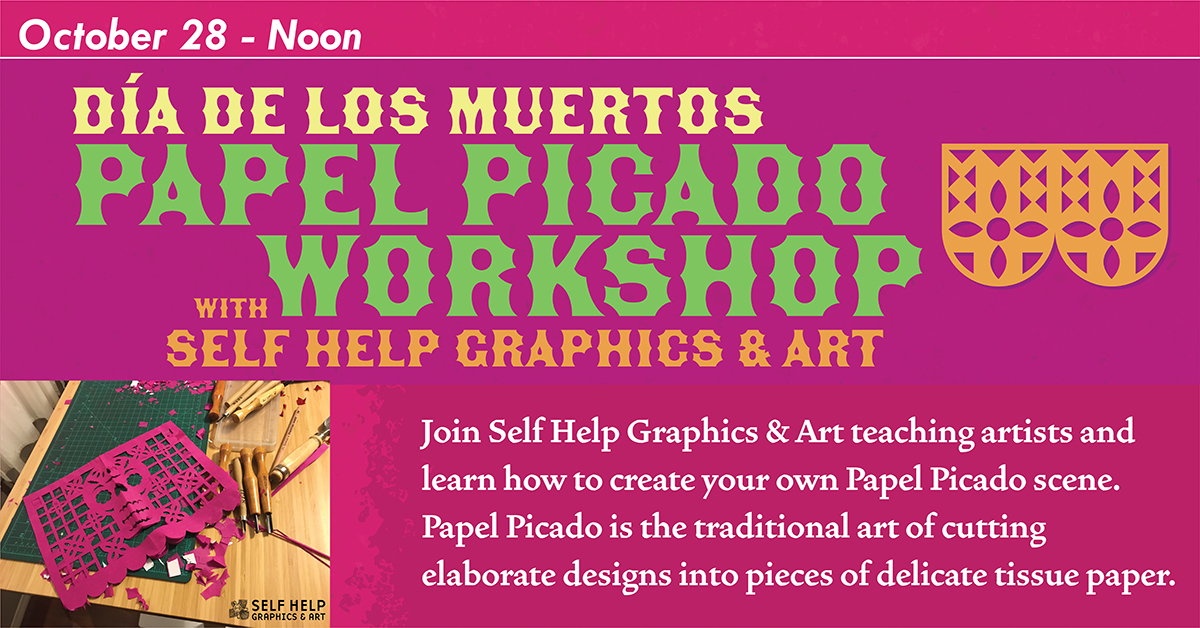 October 28 - Noon
DÍA DE LOS MUERTOS
PAPEL PICADO
WORKSHOP
WITH
SELF HELP GRAPHICS & ART
Join Self Help Graphics & Art teaching artists and
learn how to create your own Papel Picado scene.
Papel Picado is the traditional art of cutting
elaborate designs into pieces of delicate tissue paper.
SELF HELP
GRAPHICS & ART